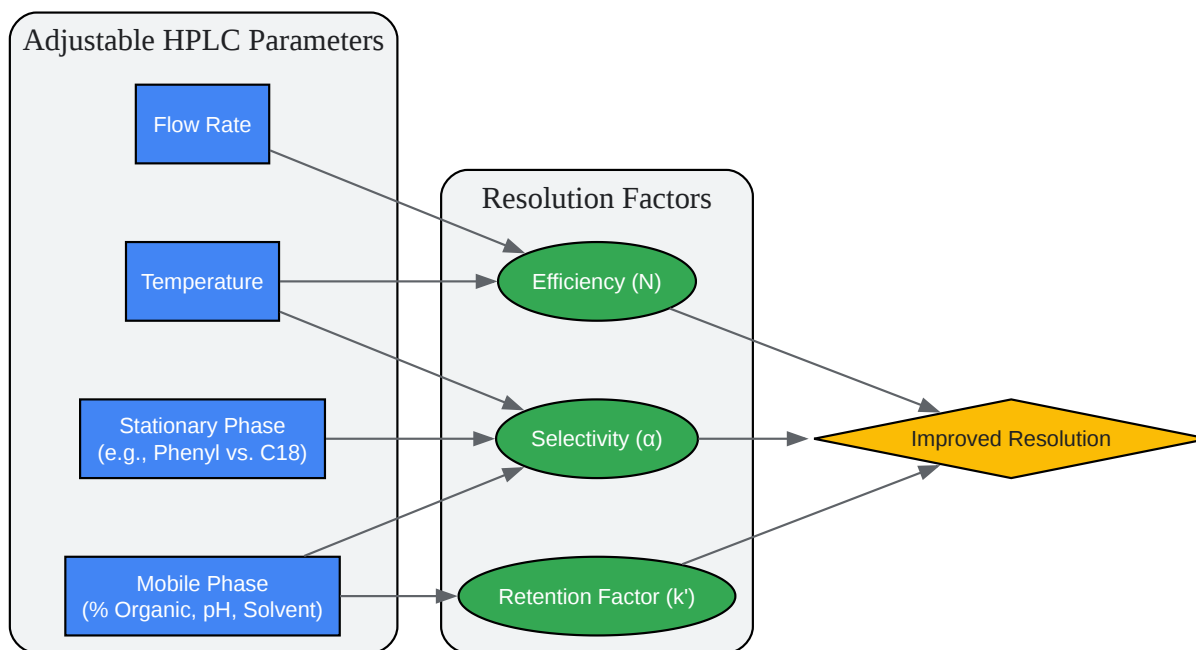 Adjustable HPLC Parameters
Flow Rate
Temperature
Stationary Phase
(e.g., Phenyl vs. C18)
Mobile Phase
(% Organic, pH, Solvent)
Resolution Factors
Efficiency (N)
Selectivity (α)
Retention Factor (k')
Improved Resolution